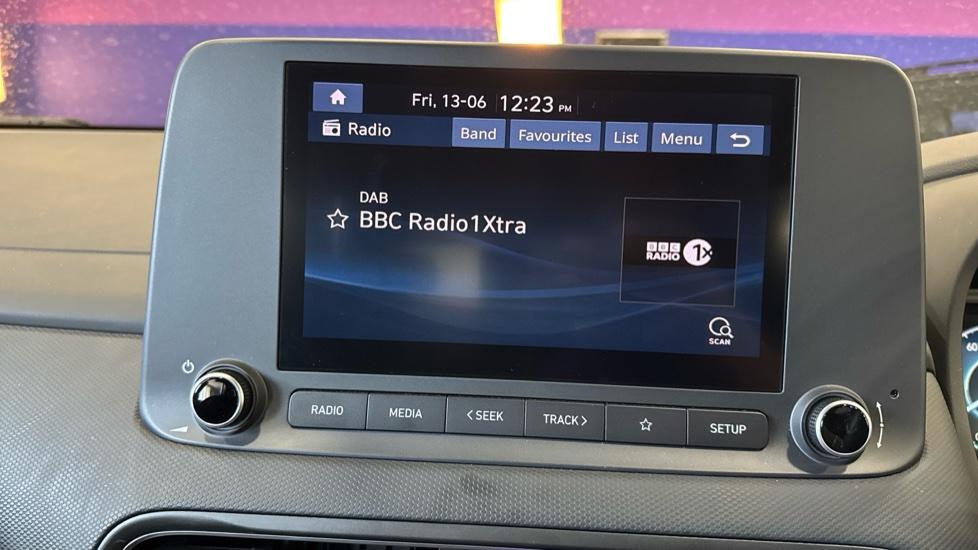 Fri, 13-06 12:23 PM
Radio Band Favourites List Menu
DAB
BBC Radio1Xtra
BBC
RADIO 1X
SCAN
RADIO MEDIA <SEEK TRACK> SETUP
60